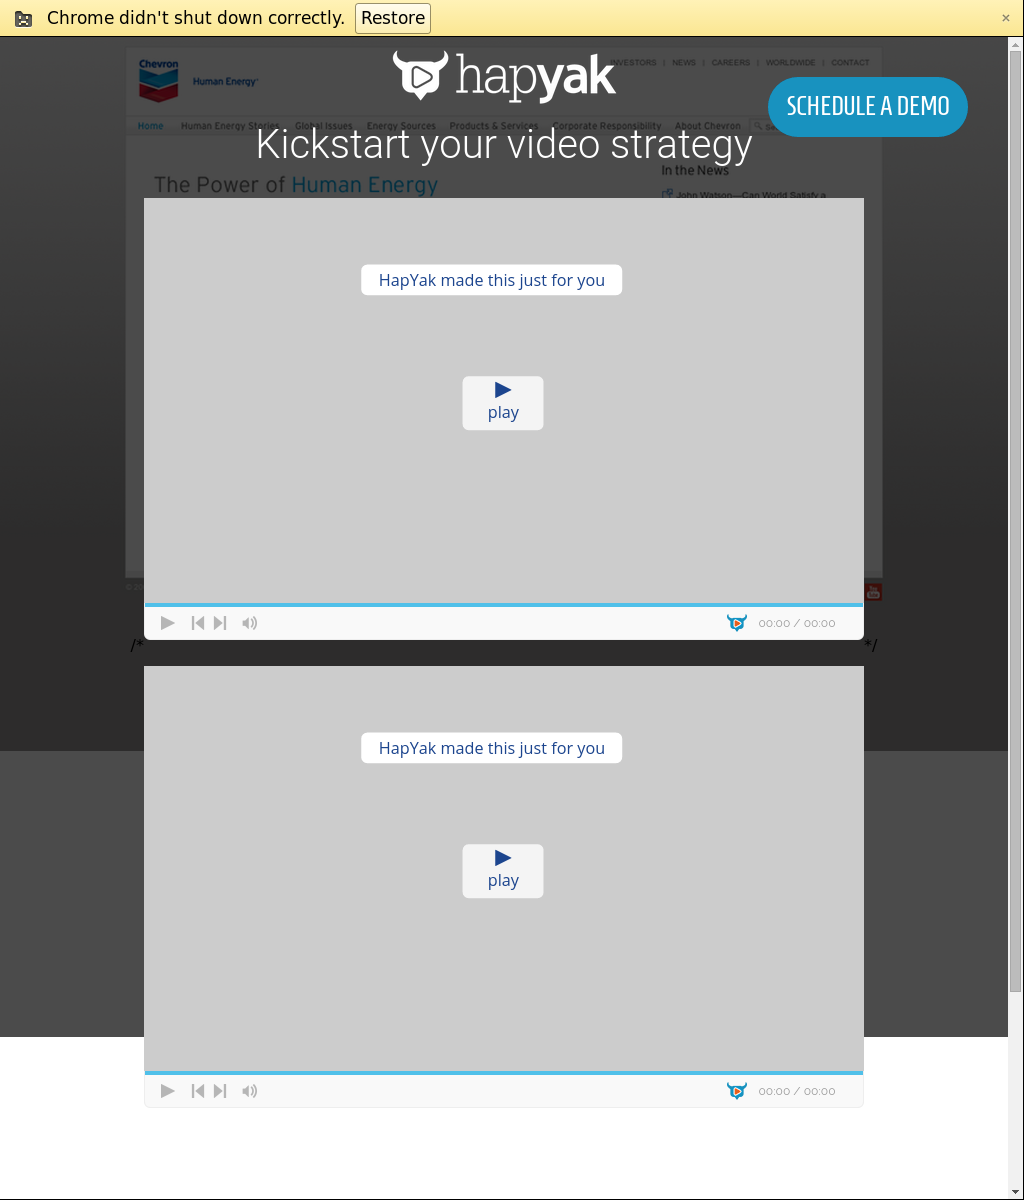 Chrome didn't shut down correctly. Restore
Chevron
Human Energy
hapyak
INVESTORS | NEWS | CAREERS | WORLDWIDE | CONTACT
SCHEDULE A DEMO
Home Human Energy Stories Global Issues Energy Sources Products & Services Corporate Responsibility About Chevron
Kickstart your video strategy
The Power of Human Energy
In the News
John Watson—Can World Satisfy a
HapYak made this just for you
play
00:00 / 00:00
/* */
HapYak made this just for you
play
00:00 / 00:00